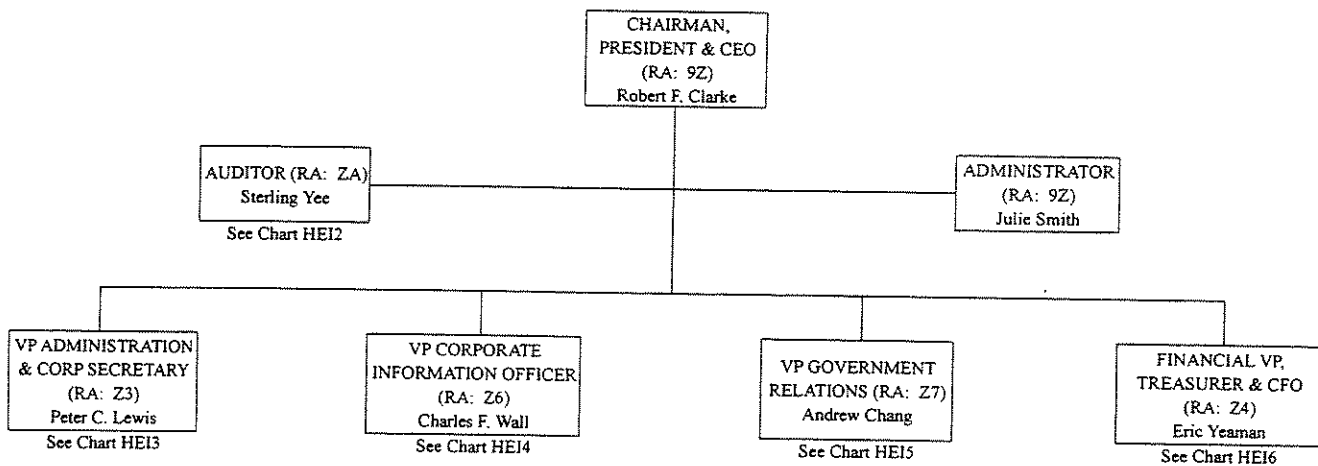 CHAIRMAN,
PRESIDENT & CEO
(RA: 9Z)
Robert F. Clarke
AUDITOR (RA: ZA)
Sterling Yee
See Chart HEI2
ADMINISTRATOR
(RA: 9Z)
Julie Smith
VP ADMINISTRATION
& CORP SECRETARY
(RA: Z3)
Peter C. Lewis
See Chart HEI3
VP CORPORATE
INFORMATION OFFICER
(RA: Z6)
Charles F. Wall
See Chart HEI4
VP GOVERNMENT
RELATIONS (RA: Z7)
Andrew Chang
See Chart HEI5
FINANCIAL VP,
TREASURER & CFO
(RA: Z4)
Eric Yeaman
See Chart HEI6